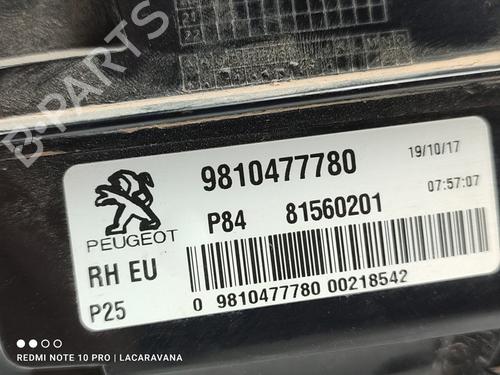 B-PARTS
22
9810477780
19/10/17
P84 81560201
07:57:07
PEUGEOT
RH EU
P25
0 9810477780 00218542
REDMI NOTE 10 PRO | LACARAVANA